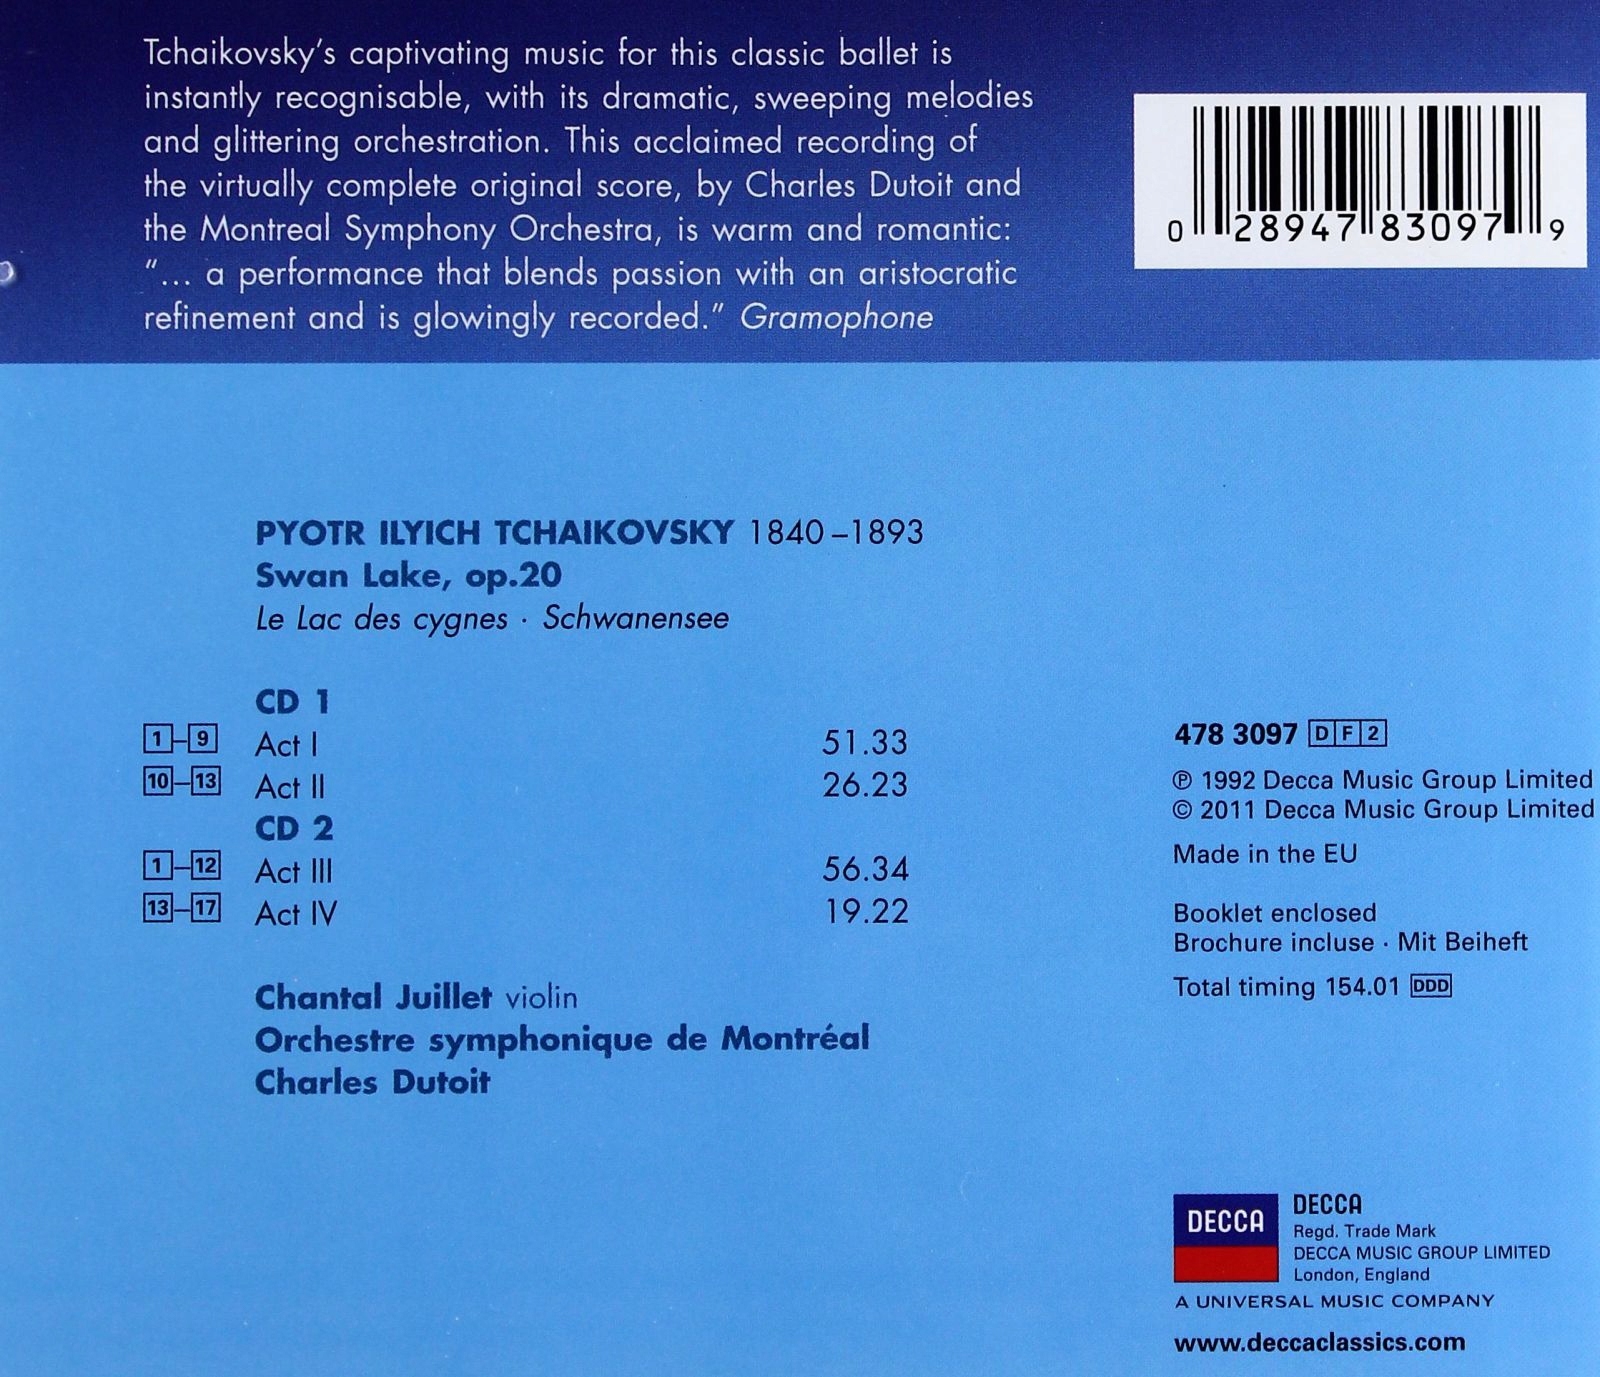 Tchaikovsky's captivating music for this classic ballet is
instantly recognisable, with its dramatic, sweeping melodies
and glittering orchestration. This acclaimed recording of
the virtually complete original score, by Charles Dutoit and
the Montreal Symphony Orchestra, is warm and romantic:
"... a performance that blends passion with an aristocratic
refinement and is glowingly recorded." Gramophone
0 28947 83097 9
PYOTR ILYICH TCHAIKOVSKY 1840–1893
Swan Lake, op.20
Le Lac des cygnes · Schwanensee
CD 1
1–9 Act I 51.33
10–13 Act II 26.23
CD 2
1–12 Act III 56.34
13–17 Act IV 19.22
Chantal Juillet violin
Orchestre symphonique de Montréal
Charles Dutoit
478 3097 DF2
℗ 1992 Decca Music Group Limited
© 2011 Decca Music Group Limited
Made in the EU
Booklet enclosed
Brochure incluse · Mit Beiheft
Total timing 154.01 DDD
DECCA
DECCA
Regd. Trade Mark
DECCA MUSIC GROUP LIMITED
London, England
A UNIVERSAL MUSIC COMPANY
www.deccaclassics.com